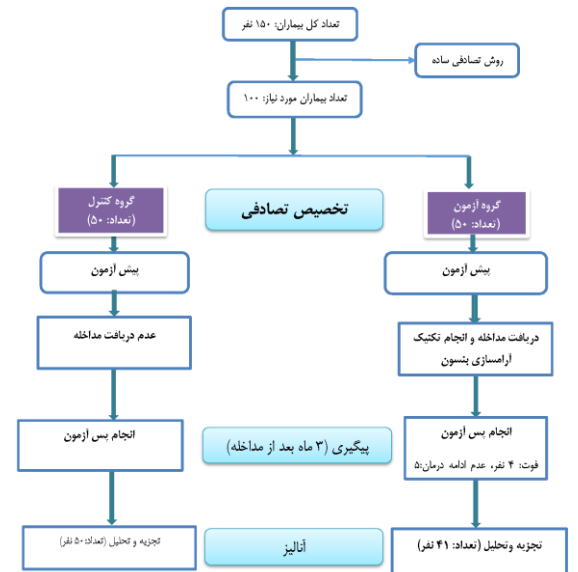 تعداد کل بیماران: ۱۵۰ نفر
روش تصادفی ساده
تعداد بیماران مورد نیاز: ۱۰۰
گروه آزمون
(تعداد: ۵۰)
تخصیص تصادفی
گروه کنترل
(تعداد: ۵۰)
پیش آزمون
پیش آزمون
دریافت مداخله و انجام تکنیک
آرامسازی بنسون
عدم دریافت مداخله
انجام پس آزمون
فوت: ۴ نفر، عدم ادامه درمان:۵
پیگیری (۳ ماه بعد از مداخله)
انجام پس آزمون
تجزیه وتحلیل (تعداد: ۴۱ نفر)
آنالیز
تجزیه و تحلیل (تعداد:۵۰ نفر)